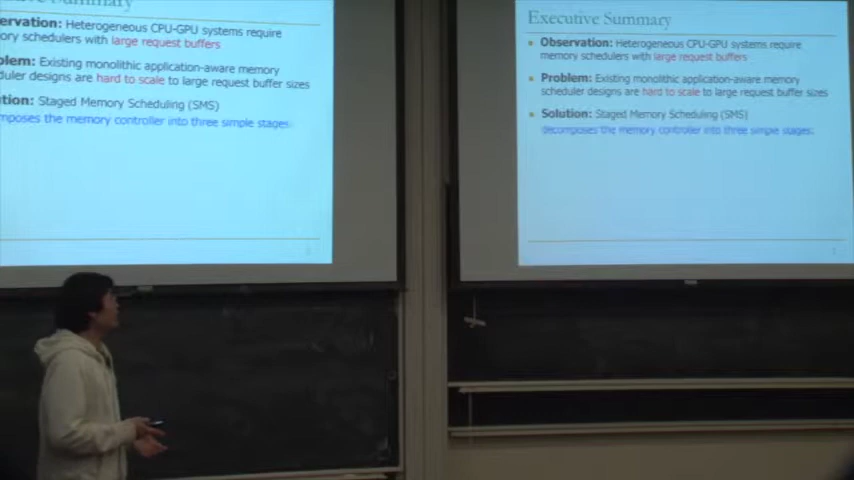 ervation: Heterogeneous CPU-GPU systems require
ory schedulers with large request buffers
blem: Existing monolithic application-aware memory
duler designs are hard to scale to large request buffer sizes
ution: Staged Memory Scheduling (SMS)
mposes the memory controller into three simple stages:
Executive Summary
Observation: Heterogeneous CPU-GPU systems require
memory schedulers with large request buffers
Problem: Existing monolithic application-aware memory
scheduler designs are hard to scale to large request buffer sizes
Solution: Staged Memory Scheduling (SMS)
decomposes the memory controller into three simple stages: